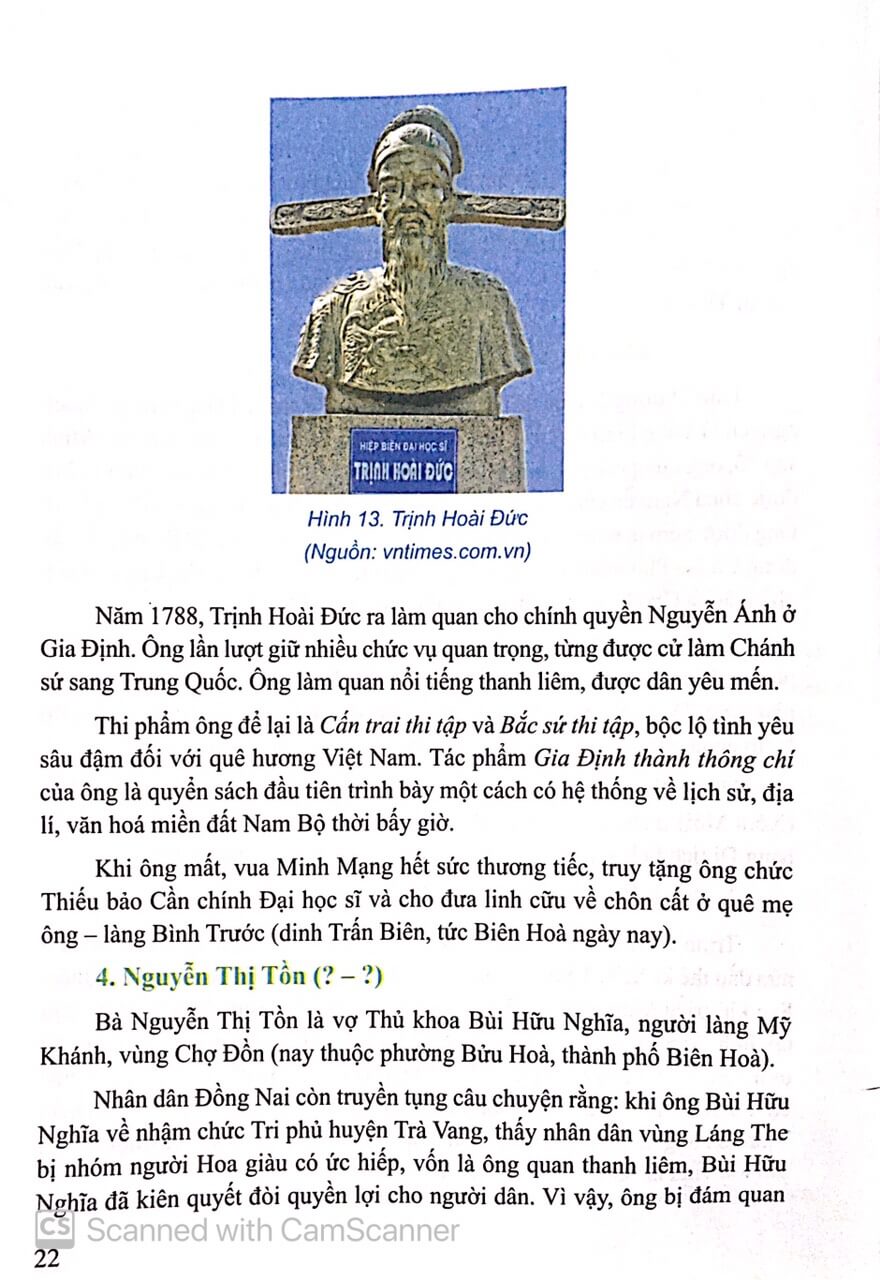 HIỆP BIỆN ĐẠI HỌC SĨ
TRỊNH HOÀI ĐỨC
Hình 13. Trịnh Hoài Đức
(Nguồn: vntimes.com.vn)
Năm 1788, Trịnh Hoài Đức ra làm quan cho chính quyền Nguyễn Ánh ở
Gia Định. Ông lần lượt giữ nhiều chức vụ quan trọng, từng được cử làm Chánh
sứ sang Trung Quốc. Ông làm quan nổi tiếng thanh liêm, được dân yêu mến.
Thi phẩm ông để lại là Cấn trai thi tập và Bắc sứ thi tập, bộc lộ tình yêu
sâu đậm đối với quê hương Việt Nam. Tác phẩm Gia Định thành thông chí
của ông là quyển sách đầu tiên trình bày một cách có hệ thống về lịch sử, địa
lí, văn hoá miền đất Nam Bộ thời bấy giờ.
Khi ông mất, vua Minh Mạng hết sức thương tiếc, truy tặng ông chức
Thiếu bảo Cần chính Đại học sĩ và cho đưa linh cữu về chôn cất ở quê mẹ
ông – làng Bình Trước (dinh Trấn Biên, tức Biên Hoà ngày nay).
4. Nguyễn Thị Tồn (? – ?)
Bà Nguyễn Thị Tồn là vợ Thủ khoa Bùi Hữu Nghĩa, người làng Mỹ
Khánh, vùng Chợ Đồn (nay thuộc phường Bửu Hoà, thành phố Biên Hoà).
Nhân dân Đồng Nai còn truyền tụng câu chuyện rằng: khi ông Bùi Hữu
Nghĩa về nhậm chức Tri phủ huyện Trà Vang, thấy nhân dân vùng Láng The
bị nhóm người Hoa giàu có ức hiếp, vốn là ông quan thanh liêm, Bùi Hữu
Nghĩa đã kiên quyết đòi quyền lợi cho người dân. Vì vậy, ông bị đám quan
CS Scanned with CamScanner
22